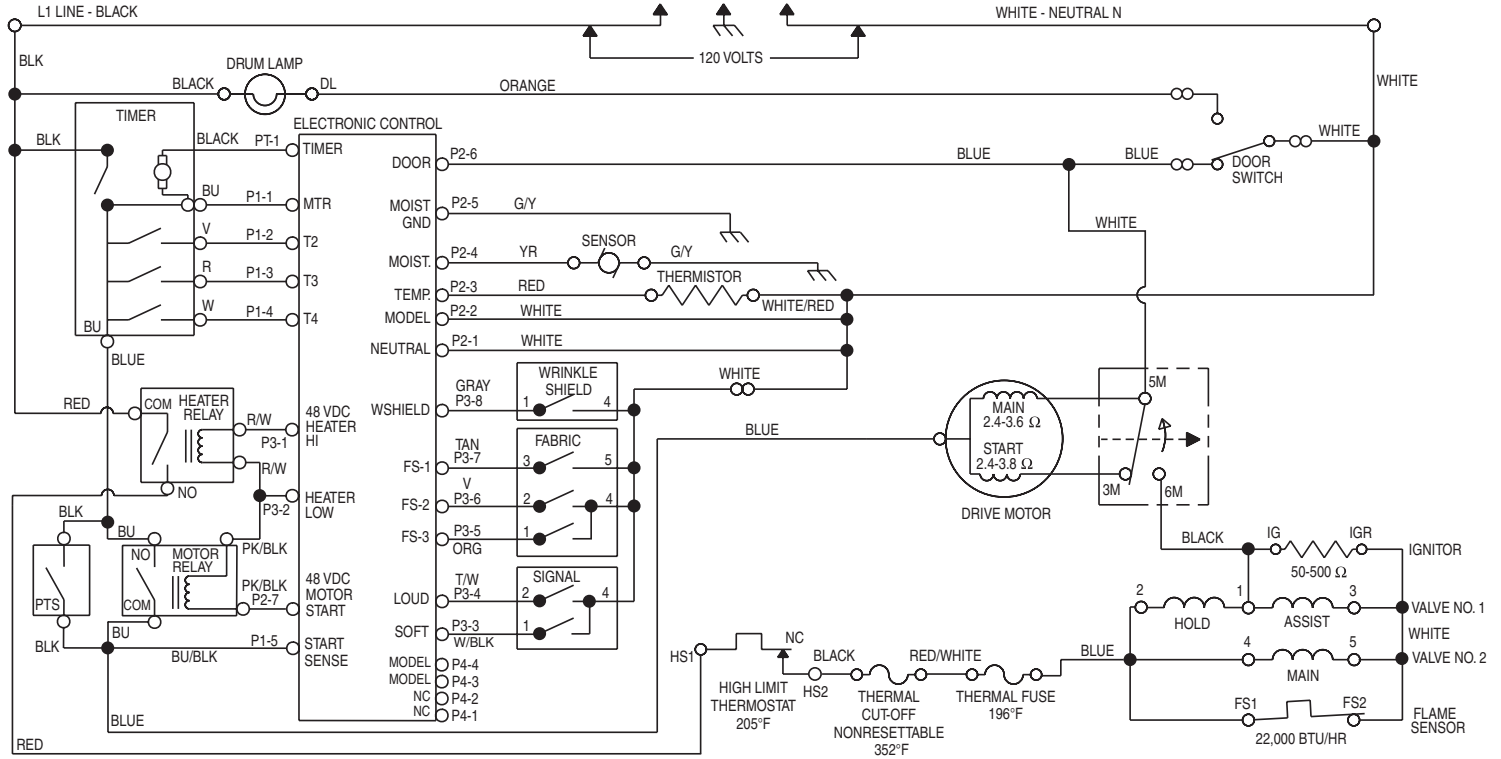 L1 LINE - BLACK
WHITE - NEUTRAL N
120 VOLTS
BLK
WHITE
DRUM LAMP
BLACK
DL
ORANGE
TIMER
ELECTRONIC CONTROL
BLK
BLACK
PT-1
TIMER
DOOR
P2-6
BLUE
BLUE
DOOR
SWITCH
WHITE
BU
P1-1
MTR
MOIST
GND
P2-5
G/Y
WHITE
V
P1-2
T2
MOIST.
P2-4
YR
SENSOR
G/Y
R
P1-3
T3
TEMP.
P2-3
RED
THERMISTOR
WHITE/RED
W
P1-4
T4
MODEL
P2-2
WHITE
BU
NEUTRAL
P2-1
WHITE
BLUE
WHITE
RED
COM
HEATER
RELAY
R/W
P3-1
48 VDC
HEATER
HI
WSHIELD
GRAY
P3-8
WRINKLE
SHIELD
1
4
R/W
NO
P3-2
HEATER
LOW
FS-1
TAN
P3-7
FABRIC
3
5
FS-2
V
P3-6
2
4
FS-3
P3-5
ORG
1
BLUE
MAIN
2.4-3.6 Ω
START
2.4-3.8 Ω
DRIVE MOTOR
5M
3M
6M
BLK
BU
PK/BLK
NO
MOTOR
RELAY
COM
PTS
PK/BLK
P2-7
48 VDC
MOTOR
START
LOUD
T/W
P3-4
SIGNAL
2
4
SOFT
P3-3
W/BLK
1
BLK
BU
BU/BLK
P1-5
START
SENSE
MODEL
P4-4
MODEL
P4-3
NC
P4-2
NC
P4-1
BLUE
RED
BLACK
IG
IGR
IGNITOR
50-500 Ω
2
1
3
HOLD
ASSIST
VALVE NO. 1
WHITE
HS1
NC
HIGH LIMIT
THERMOSTAT
205°F
BLACK
HS2
THERMAL
CUT-OFF
NONRESETTABLE
352°F
RED/WHITE
THERMAL FUSE
196°F
BLUE
4
5
MAIN
VALVE NO. 2
FS1
FS2
22,000 BTU/HR
FLAME
SENSOR